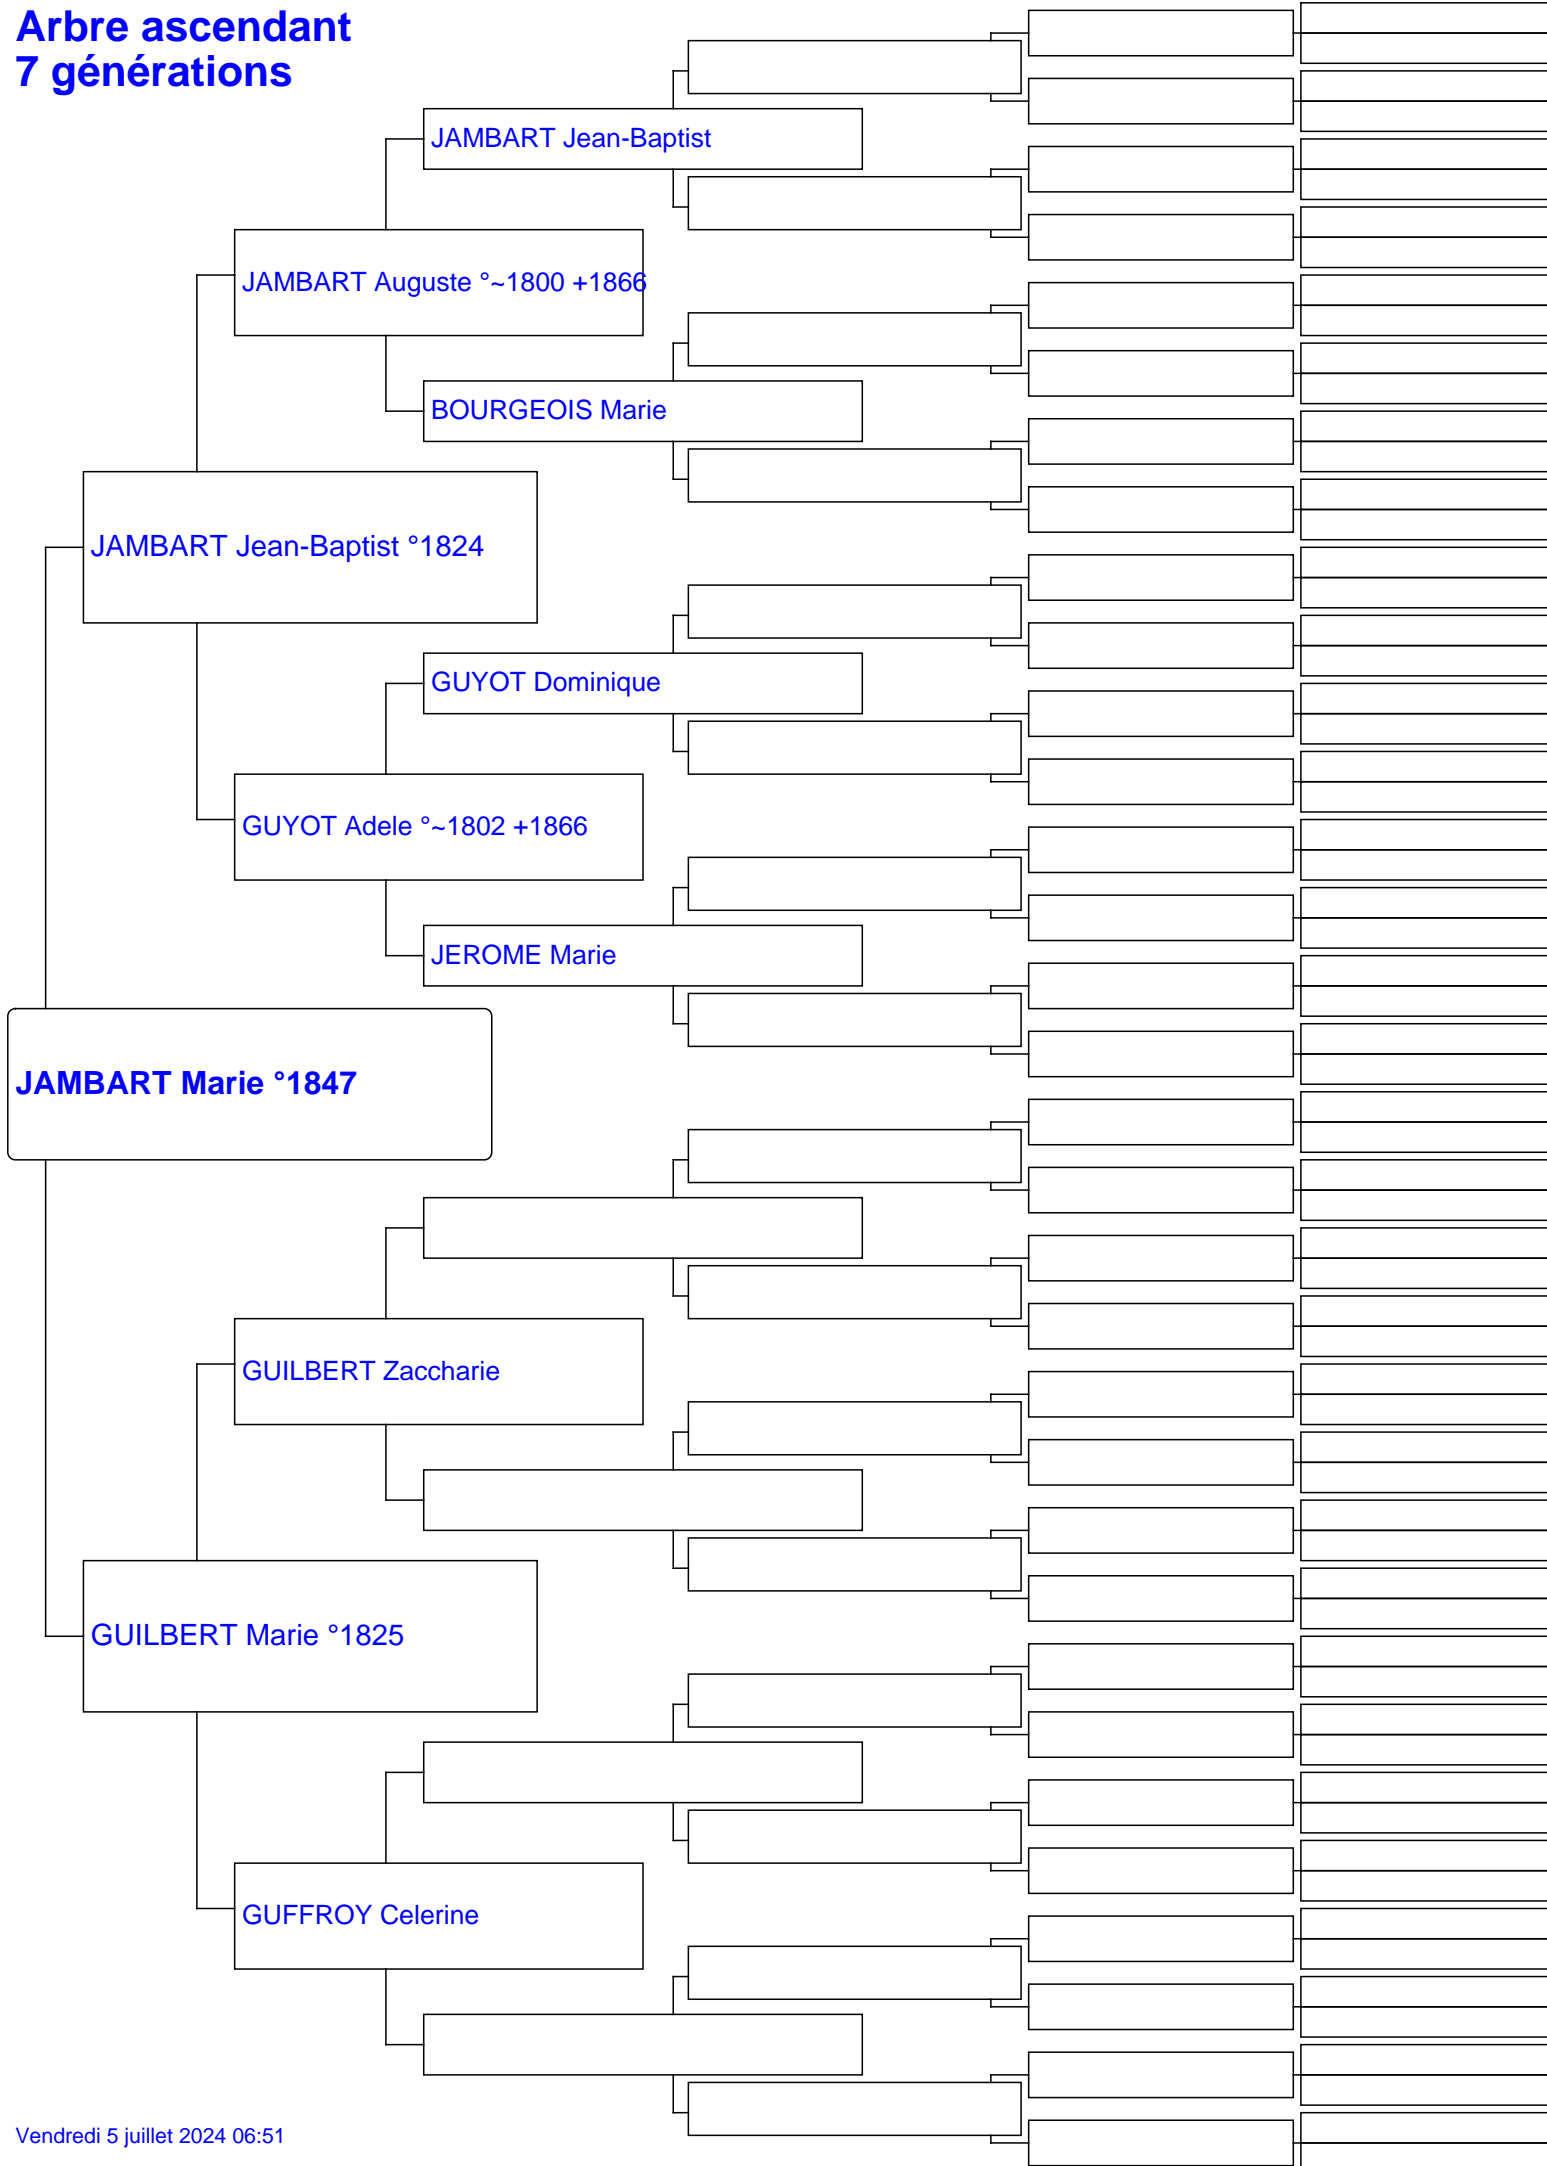 Arbre ascendant
7 générations
JAMBART Jean-Baptist
JAMBART Auguste °~1800 +1866
BOURGEOIS Marie
JAMBART Jean-Baptist °1824
GUYOT Dominique
GUYOT Adele °~1802 +1866
JEROME Marie
JAMBART Marie °1847
GUILBERT Zaccharie
GUILBERT Marie °1825
GUFFROY Celerine
Vendredi 5 juillet 2024 06:51